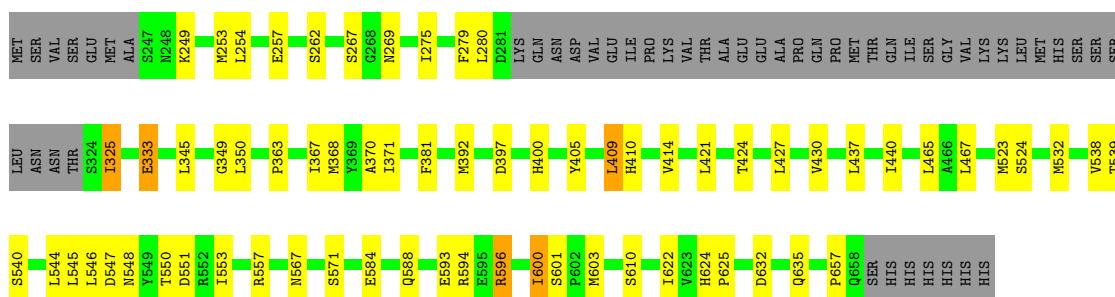 MET SER VAL SER GLU MET ALA S247 N248 K249 M253 L254 E257 S262 S267 G268 N269 I275 F279 L280 D281 LYS GLN ASN ASP VAL GLU ILE PRO LYS VAL THR ALA GLU GLU ALA PRO GLN PRO MET THR GLN ILE SER GLY VAL LYS LYS LEU MET HIS SER SER SER
LEU ASN ASN THR S324 I325 E333 L345 G349 L350 P363 I367 M368 Y369 A370 I371 F381 M392 D397 H400 Y405 L409 H410 V414 L421 T424 L427 V430 L437 I440 L465 A466 L467 M523 S524 M532 V538 T539
S540 L544 L545 L546 D547 N548 Y549 T550 D551 R552 I553 R557 N567 S571 E584 Q588 E593 R594 E595 R596 I600 S601 P602 M603 S610 I622 V623 H624 P625 D632 Q635 P657 Q658 SER HIS HIS HIS HIS HIS HIS